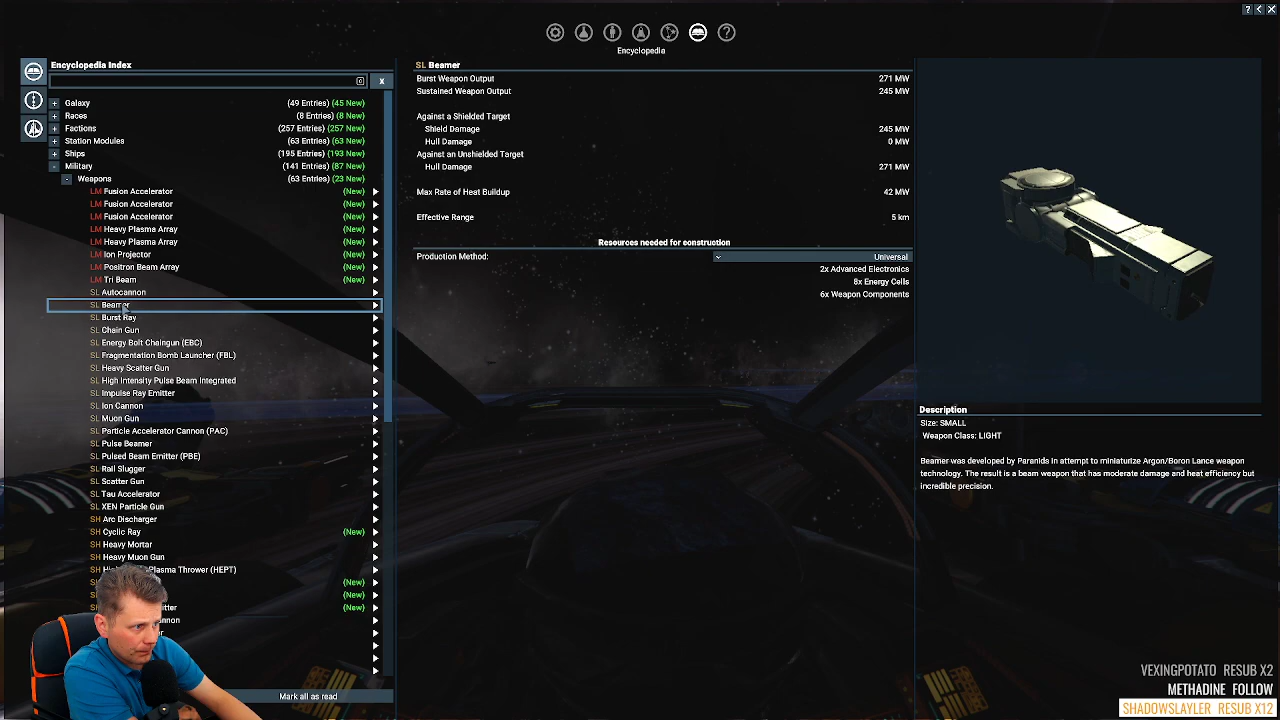 ? < X
Encyclopedia
Encyclopedia Index
x
+ Galaxy (49 Entries) (45 New)
+ Races (8 Entries) (8 New)
+ Factions (257 Entries) (257 New)
+ Station Modules (63 Entries) (63 New)
+ Ships (195 Entries) (193 New)
- Military (141 Entries) (87 New)
- Weapons (63 Entries) (23 New)
LM Fusion Accelerator (New)
LM Fusion Accelerator (New)
LM Fusion Accelerator (New)
LM Heavy Plasma Array (New)
LM Heavy Plasma Array (New)
LM Ion Projector (New)
LM Positron Beam Array (New)
LM Tri Beam (New)
SL Autocannon
SL Beamer
SL Burst Ray
SL Chain Gun
SL Energy Bolt Chaingun (EBC)
SL Fragmentation Bomb Launcher (FBL)
SL Heavy Scatter Gun
SL High Intensity Pulse Beam Integrated
SL Impulse Ray Emitter
SL Ion Cannon
SL Muon Gun
SL Particle Accelerator Cannon (PAC)
SL Pulse Beamer
SL Pulsed Beam Emitter (PBE)
SL Rail Slugger
SL Scatter Gun
SL Tau Accelerator
SL XEN Particle Gun
SH Arc Discharger
SH Cyclic Ray (New)
SH Heavy Mortar
SH Heavy Muon Gun
Plasma Thrower (HEPT)
(New)
(New)
(New)
Mark all as read
SL Beamer
Burst Weapon Output 271 MW
Sustained Weapon Output 245 MW
Against a Shielded Target
Shield Damage 245 MW
Hull Damage 0 MW
Against an Unshielded Target
Hull Damage 271 MW
Max Rate of Heat Buildup 42 MW
Effective Range 5 km
Resources needed for construction
Production Method: Universal
2x Advanced Electronics
8x Energy Cells
6x Weapon Components
Description
Size: SMALL
Weapon Class: LIGHT
Beamer was developed by Paranids in attempt to miniaturize Argon/Boron Lance weapon
technology. The result is a beam weapon that has moderate damage and heat efficiency but
incredible precision.
VEXINGPOTATO RESUB X2
METHADINE FOLLOW
SHADOWSLAYLER RESUB X12